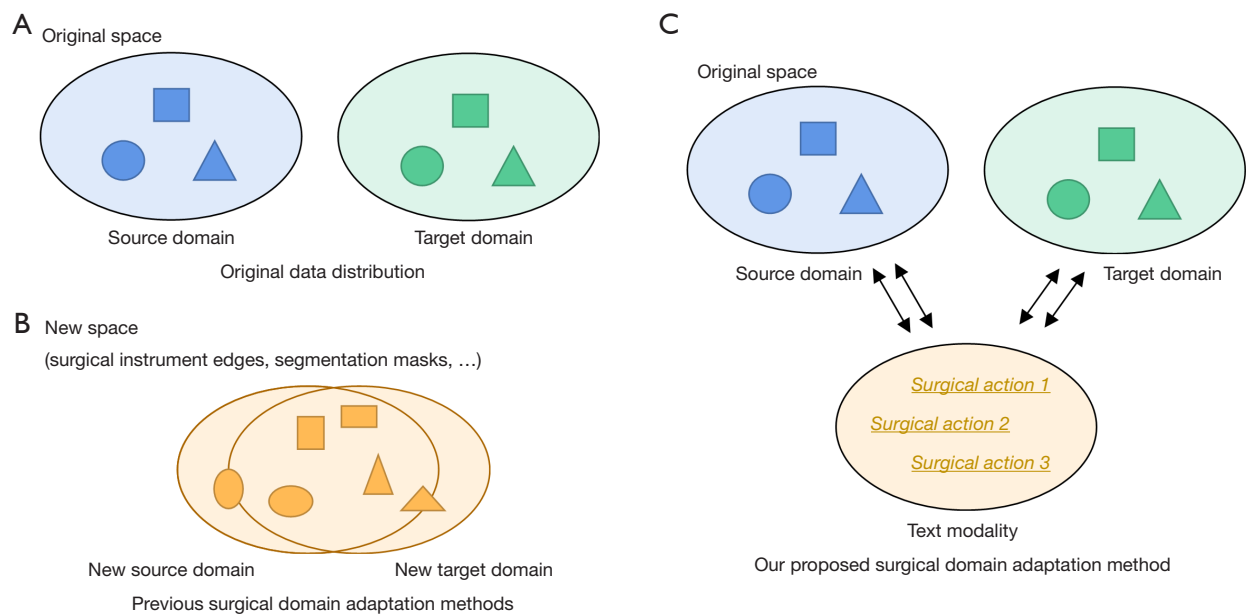 A
Original space
Source domain
Target domain
Original data distribution
B
New space
(surgical instrument edges, segmentation masks, …)
New source domain
New target domain
Previous surgical domain adaptation methods
C
Original space
Source domain
Target domain
Surgical action 1
Surgical action 2
Surgical action 3
Text modality
Our proposed surgical domain adaptation method